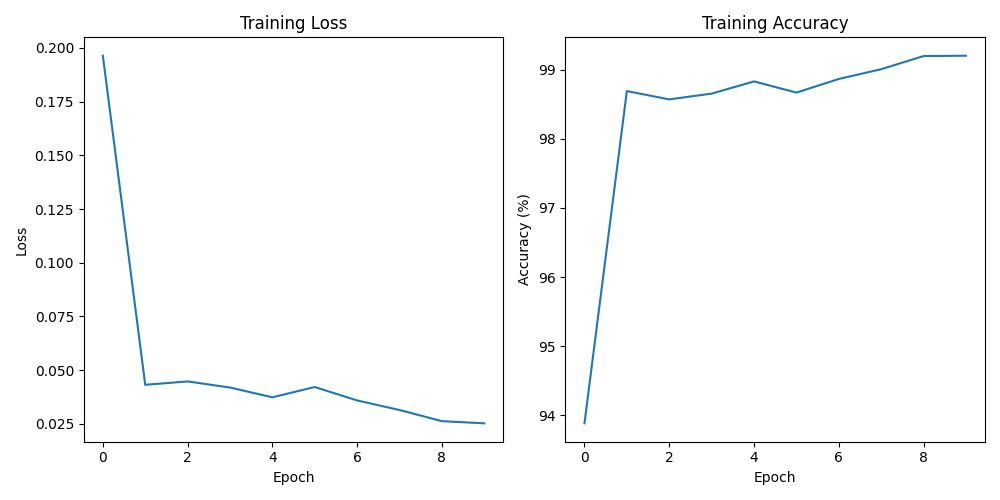 Training Loss
0.200
0.175
0.150
0.125
0.100
0.075
0.050
0.025
Loss
0 2 4 6 8
Epoch
Training Accuracy
99
98
97
96
95
94
Accuracy (%)
0 2 4 6 8
Epoch